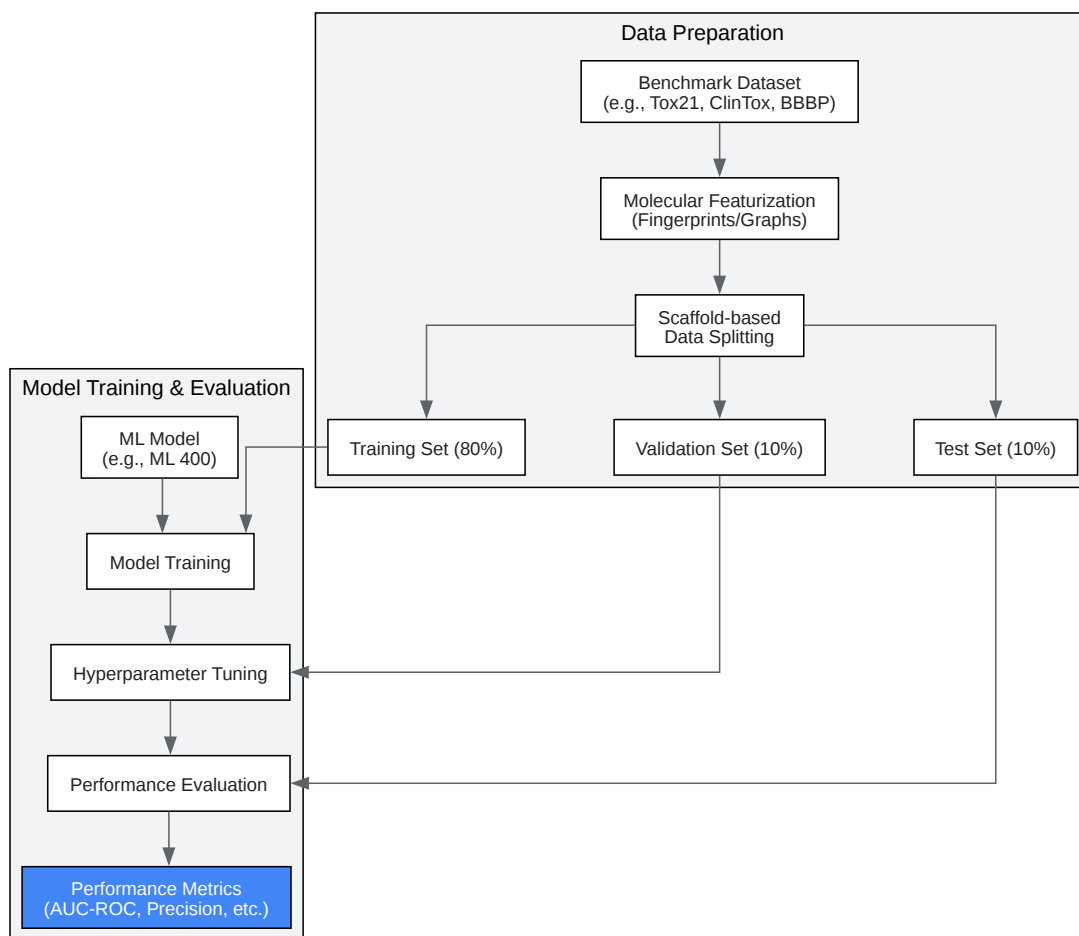 Data Preparation
Benchmark Dataset
(e.g., Tox21, ClinTox, BBBP)
Molecular Featurization
(Fingerprints/Graphs)
Scaffold-based
Data Splitting
Training Set (80%)
Validation Set (10%)
Test Set (10%)
Model Training & Evaluation
ML Model
(e.g., ML 400)
Model Training
Hyperparameter Tuning
Performance Evaluation
Performance Metrics
(AUC-ROC, Precision, etc.)